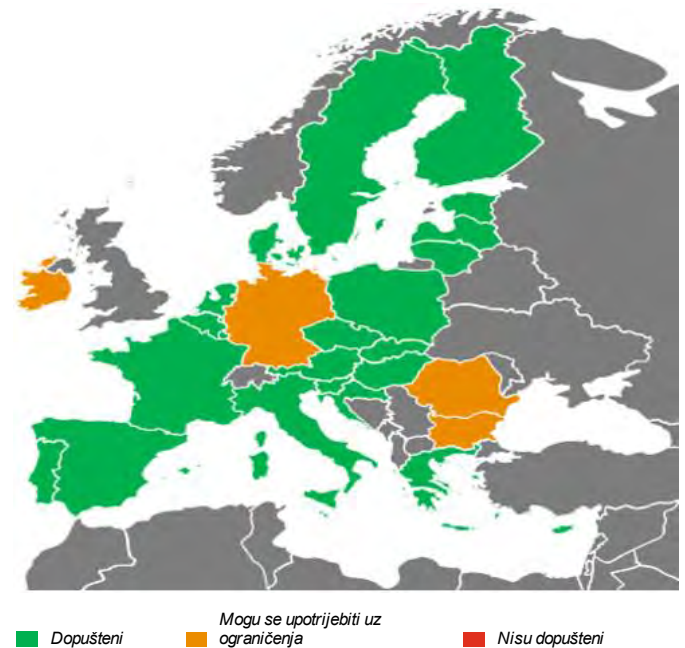 Dopušteni
Mogu se upotrijebiti uz
ograničenja
Nisu dopušteni